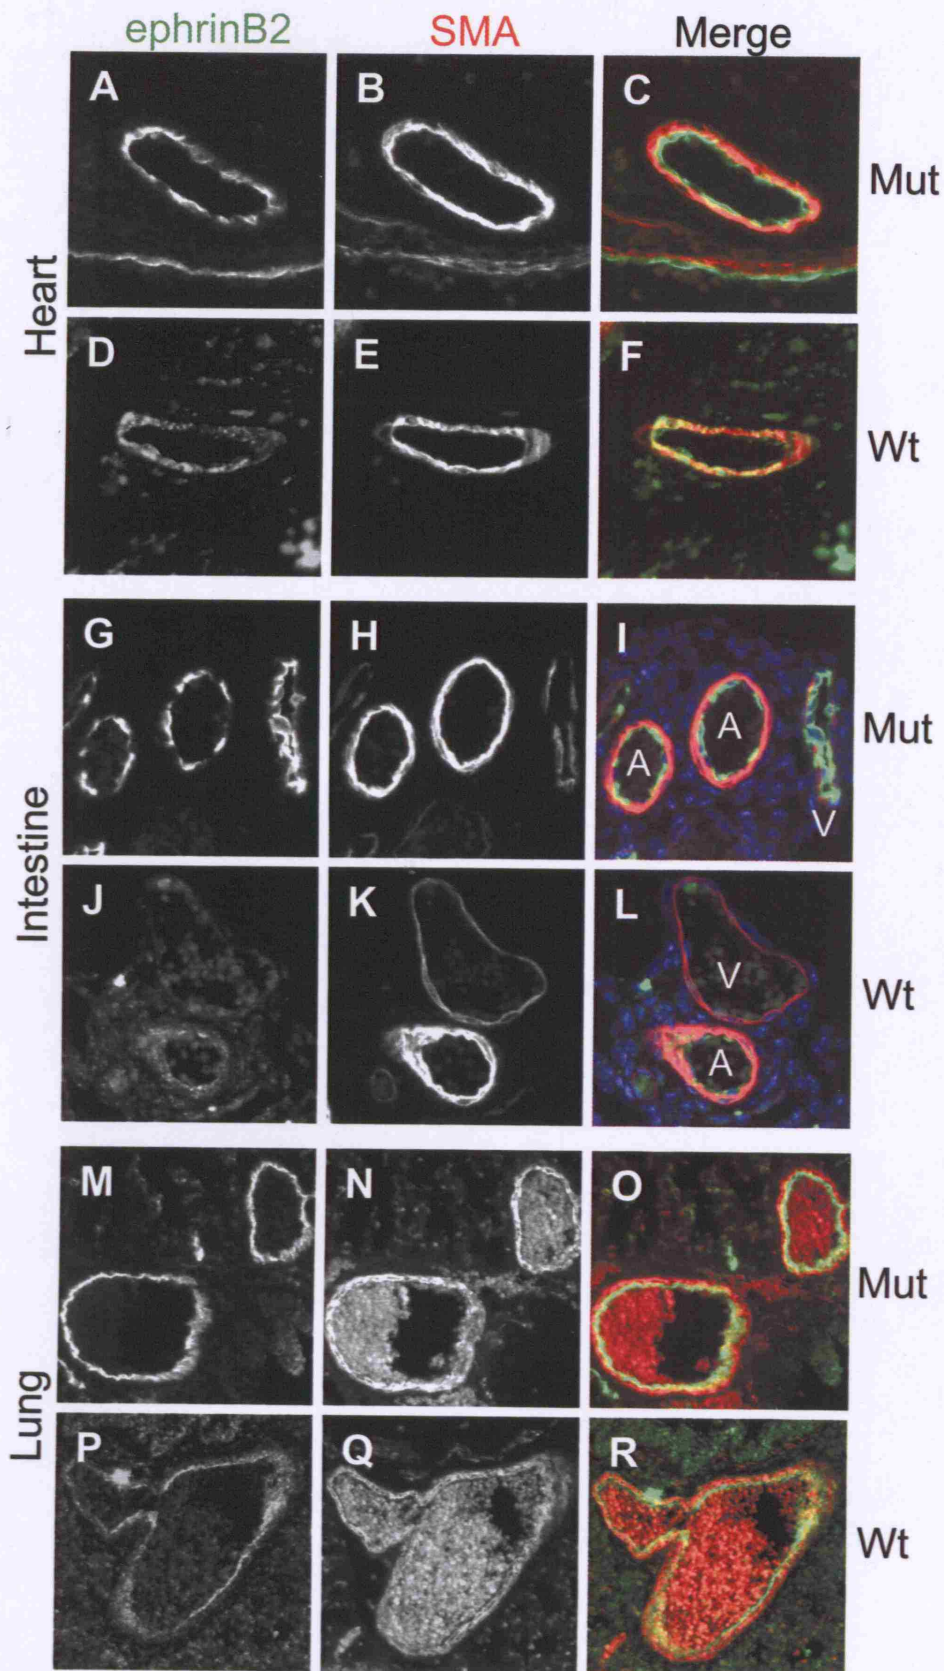 ephrinB2 SMA Merge
A B C Mut
Heart
D E F Wt
G H I Mut
A A V
Intestine
J K L Wt
V
A
M N O Mut
Lung
P Q R Wt